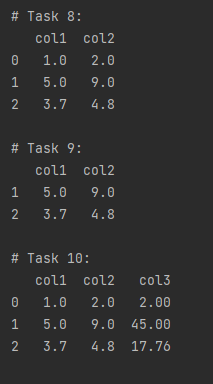 # Task 8:
   col1  col2
0   1.0   2.0
1   5.0   9.0
2   3.7   4.8
# Task 9:
   col1  col2
1   5.0   9.0
2   3.7   4.8
# Task 10:
   col1  col2   col3
0   1.0   2.0   2.00
1   5.0   9.0  45.00
2   3.7   4.8  17.76